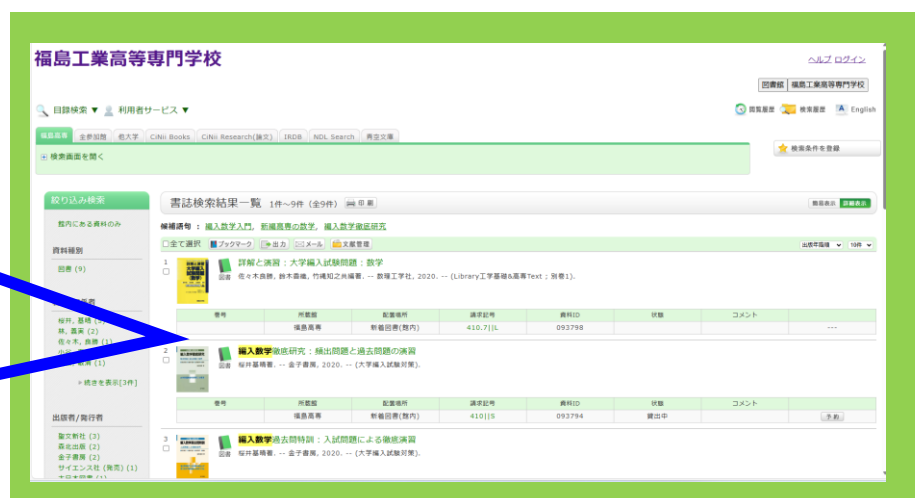 福島工業高等専門学校
ヘルプ ログイン
図書館 福島工業高等専門学校
目録検索 ▼ 利用者サービス ▼
閲覧履歴 検索履歴 English
福島高専 全参加館 他大学 CiNii Books CiNii Research(論文) IRDB NDL Search 青空文庫
検索画面を開く
検索条件を登録
絞り込み検索
館内にある資料のみ
資料種別
図書 (9)
林, 嘉実 (2)
佐々木, 良勝 (1)
»続きを表示[3件]
出版者/発行者
聖文新社 (3)
森北出版 (2)
金子書房 (2)
サイエンス社 (発売) (1)
書誌検索結果一覧 1件～9件 (全9件) 印刷
簡易表示 詳細表示
候補語句 : 編入数学入門, 新編高専の数学, 編入数学徹底研究
全て選択 ブックマーク 出力 E-メール 文献管理
出版年降順 10件
1 詳解と演習 : 大学編入試験問題 : 数学
図書 佐々木良勝, 鈴木香織, 竹縄知之共編著. -- 数理工学社, 2020. -- (Library工学基礎&高専Text ; 別巻1).
巻号 所蔵館 配置場所 請求記号 資料ID 状態 コメント
福島高専 新着図書(館内) 410.7||L 093798 ---
2 編入数学徹底研究 : 頻出問題と過去問題の演習
図書 桜井基晴著. -- 金子書房, 2020. -- (大学編入試験対策).
巻号 所蔵館 配置場所 請求記号 資料ID 状態 コメント
福島高専 新着図書(館内) 410||S 093794 貸出中 予約
3 編入数学過去問特訓 : 入試問題による徹底演習
図書 桜井基晴著. -- 金子書房, 2020. -- (大学編入試験対策).